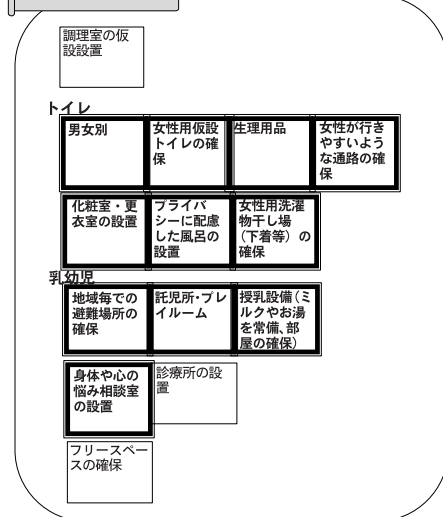 調理室の仮
設設置
トイレ
男女別
女性用仮設
トイレの確
保
生理用品
女性が行き
やすいよう
な通路の確
保
化粧室・更
衣室の設置
プライバ
シーに配慮
した風呂の
設置
女性用洗濯
物干し場
（下着等）の
確保
乳幼児
地域毎での
避難場所の
確保
託児所・プレ
イルーム
授乳設備（ミ
ルクやお湯
を常備、部
屋の確保）
身体や心の
悩み相談室
の設置
診療所の設
置
フリースペー
スの確保